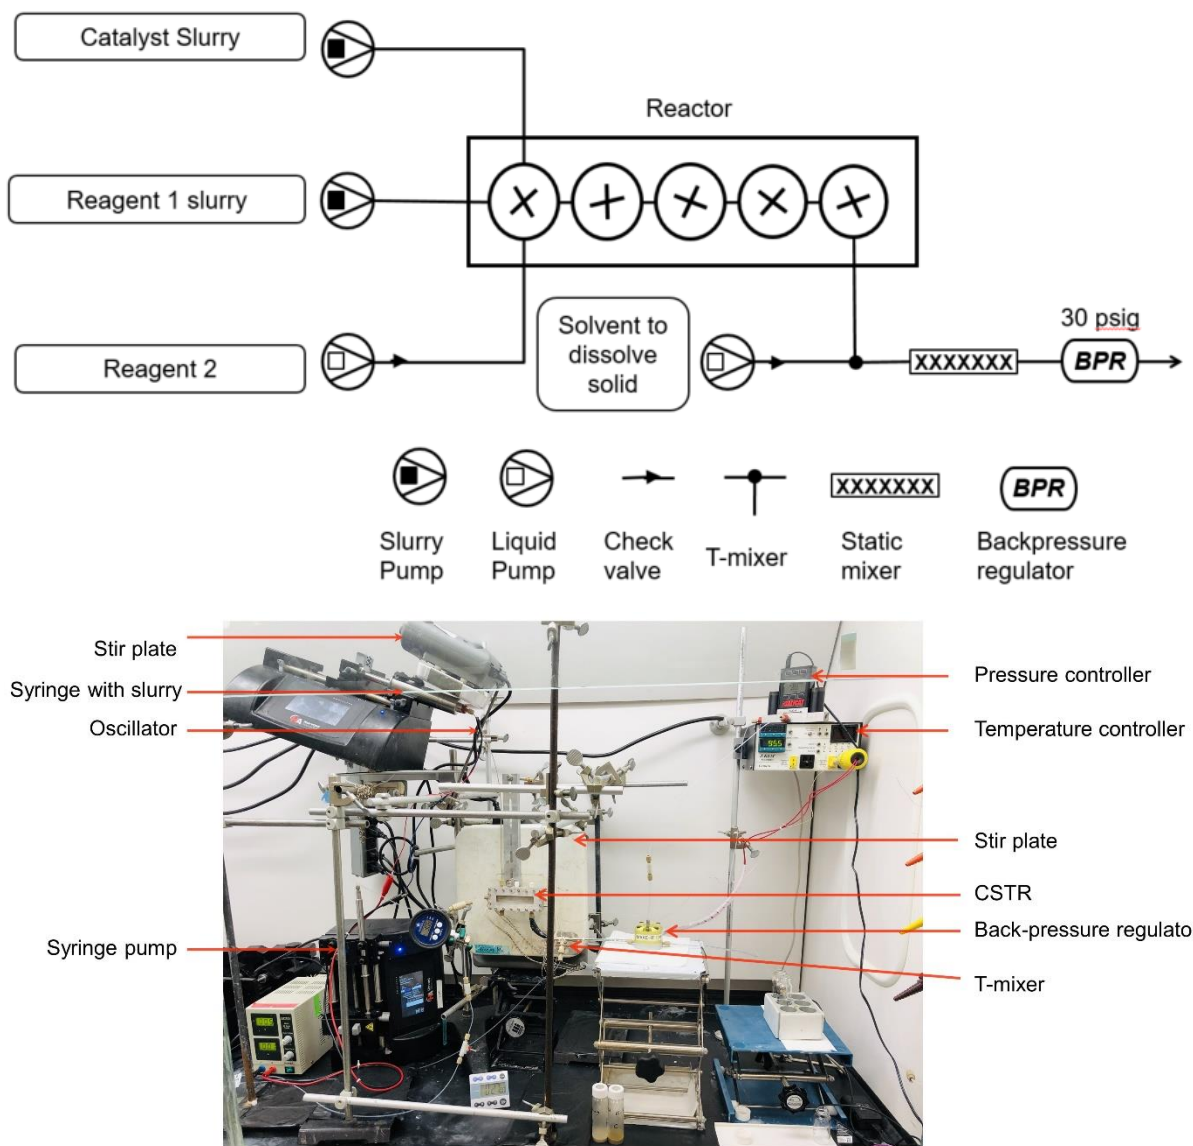 Catalyst Slurry
Reactor
Reagent 1 slurry
Solvent to
dissolve
solid
30 psig
Reagent 2
XXXXXXX
BPR
XXXXXXX
BPR
Slurry
Pump
Liquid
Pump
Check
valve
T-mixer
Static
mixer
Backpressure
regulator
Stir plate
Syringe with slurry
Oscillator
Syringe pump
Pressure controller
Temperature controller
Stir plate
CSTR
Back-pressure regulato
T-mixer